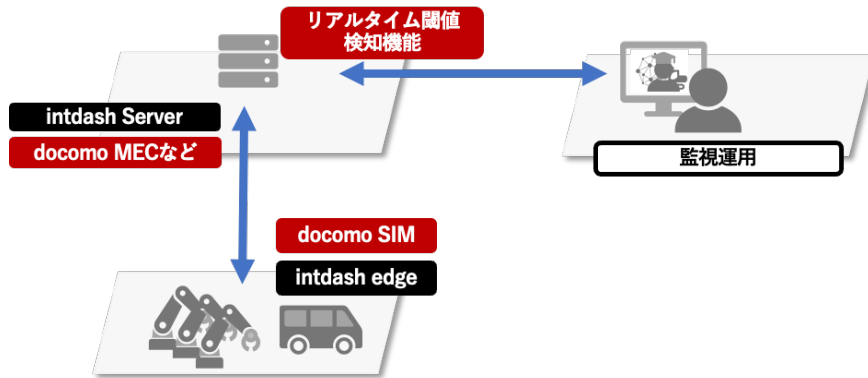 リアルタイム閾値
検知機能
intdash Server
docomo MECなど
監視運用
docomo SIM
intdash edge